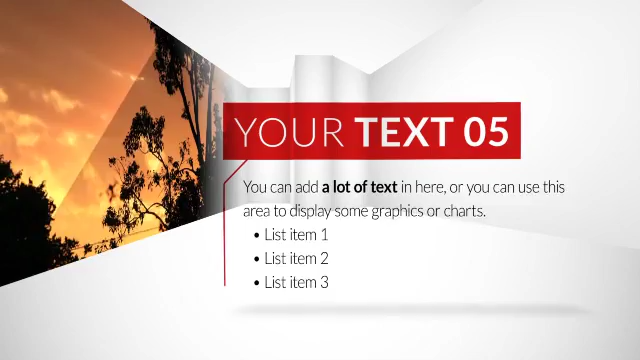 YOUR TEXT 05
You can add a lot of text in here, or you can use this
area to display some graphics or charts.
• List item 1
• List item 2
• List item 3